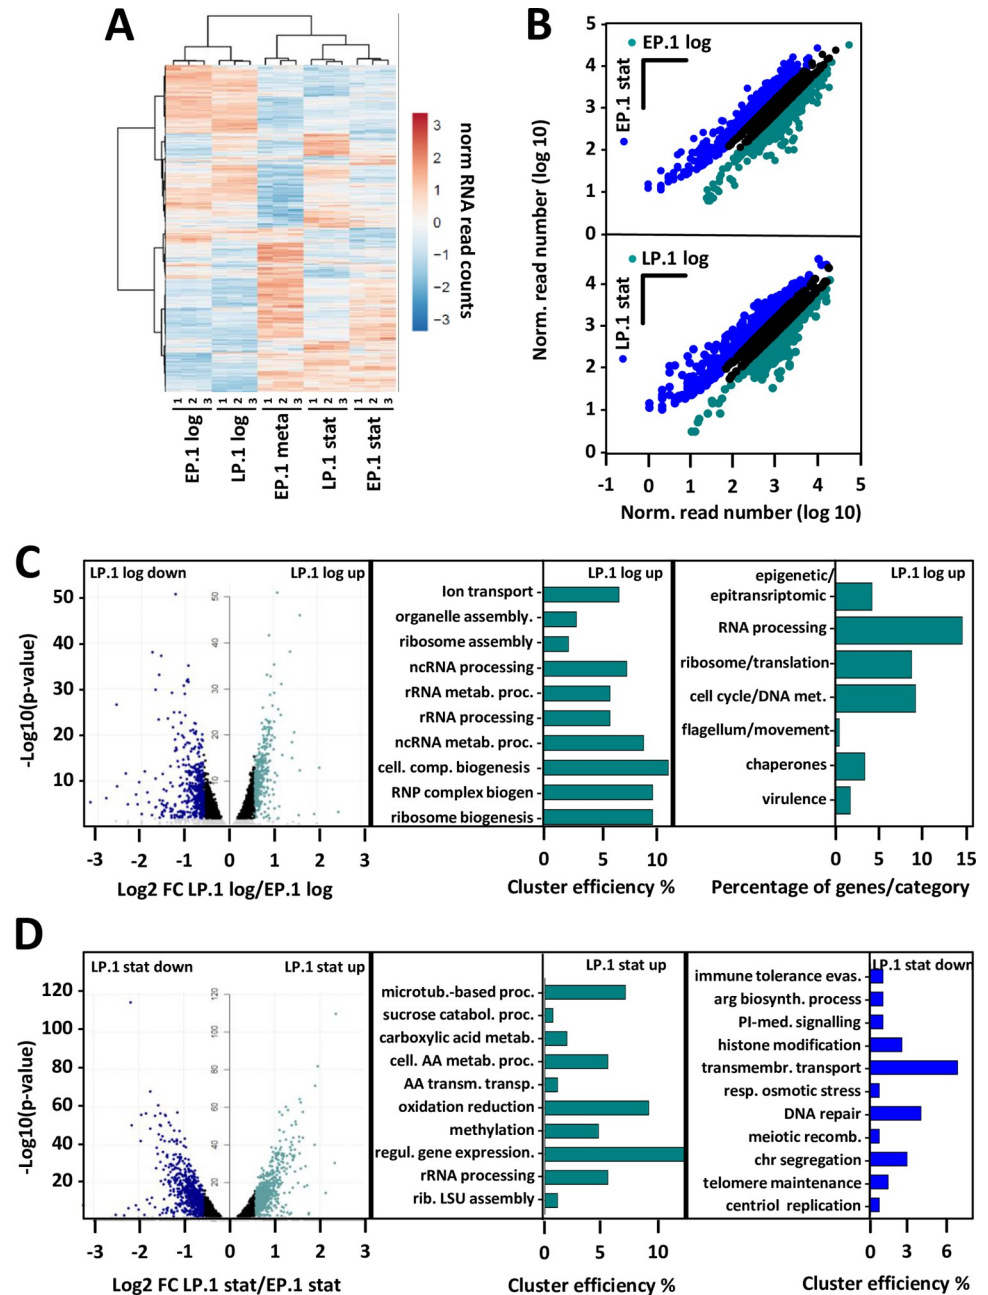 A
3
2
1
0
−1
−2
−3
norm RNA read counts
1 2 3 1 2 3 1 2 3 1 2 3 1 2 3
EP.1 log
LP.1 log
EP.1 meta
LP.1 stat
EP.1 stat
B
Norm. read number (log 10)
5
4
3
2
1
0
EP.1 log
EP.1 stat
4
3
2
1
0
LP.1 log
LP.1 stat
-1 0 1 2 3 4 5
Norm. read number (log 10)
C
-Log10(p-value)
50
40
30
20
10
LP.1 log down
LP.1 log up
50
40
30
20
10
-3 -2 -1 0 1 2 3
Log2 FC LP.1 log/EP.1 log
LP.1 log up
Ion transport
organelle assembly.
ribosome assembly
ncRNA processing
rRNA metab. proc.
rRNA processing
ncRNA metab. proc.
cell. comp. biogenesis
RNP complex biogen
ribosome biogenesis
0 5 10
Cluster efficiency %
LP.1 log up
epigenetic/
epitransriptomic
RNA processing
ribosome/translation
cell cycle/DNA met.
flagellum/movement
chaperones
virulence
0 5 10 15
Percentage of genes/category
D
-Log10(p-value)
120
100
80
60
40
20
LP.1 stat down
LP.1 stat up
120
100
80
60
40
20
-3 -2 -1 0 1 2 3
Log2 FC LP.1 stat/EP.1 stat
LP.1 stat up
microtub.-based proc.
sucrose catabol. proc.
carboxylic acid metab.
cell. AA metab. proc.
AA transm. transp.
oxidation reduction
methylation
regul. gene expression.
rRNA processing
rib. LSU assembly
0 5 10
Cluster efficiency %
LP.1 stat down
immune tolerance evas.
arg biosynth. process
PI-med. signalling
histone modification
transmembr. transport
resp. osmotic stress
DNA repair
meiotic recomb.
chr segregation
telomere maintenance
centriol replication
0 3 6
Cluster efficiency %